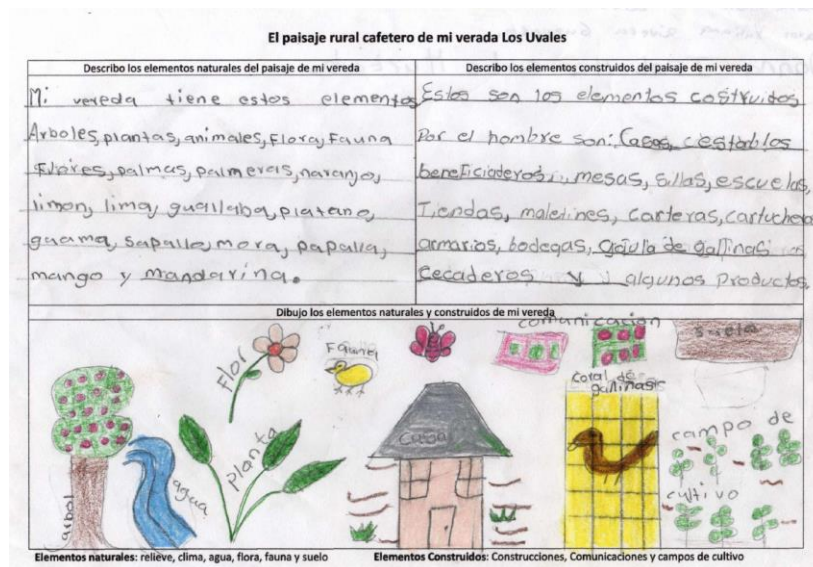 El paisaje rural cafetero de mi verada Los Uvales
Describo los elementos naturales del paisaje de mi vereda
Mi vereda tiene estos elementos
Arboles, plantas, animales, Flora, Fauna
Flores, palmas, palmeras, naranjo,
limon, lima, guallaba, platano,
guama, sapallo, mora, papalla,
mango y mandarina.
Describo los elementos construidos del paisaje de mi vereda
Estos son los elementos costruitos
Por el hombre son: Casas, establos
beneficiaderos, mesas, sillas, escuelas,
Tiendas, maletines, carteras, cartuchera
armarios, bodegas, gaula de gallinas
Cecaderos y algunos productos
Dibujo los elementos naturales y construidos de mi vereda
arbol
agua
Flor
Planta
Fauna
casa
comunicación
suelo
Coral de
gallinas
campo de
cultivo
Elementos naturales: relieve, clima, agua, flora, fauna y suelo
Elementos Construidos: Construcciones, Comunicaciones y campos de cultivo